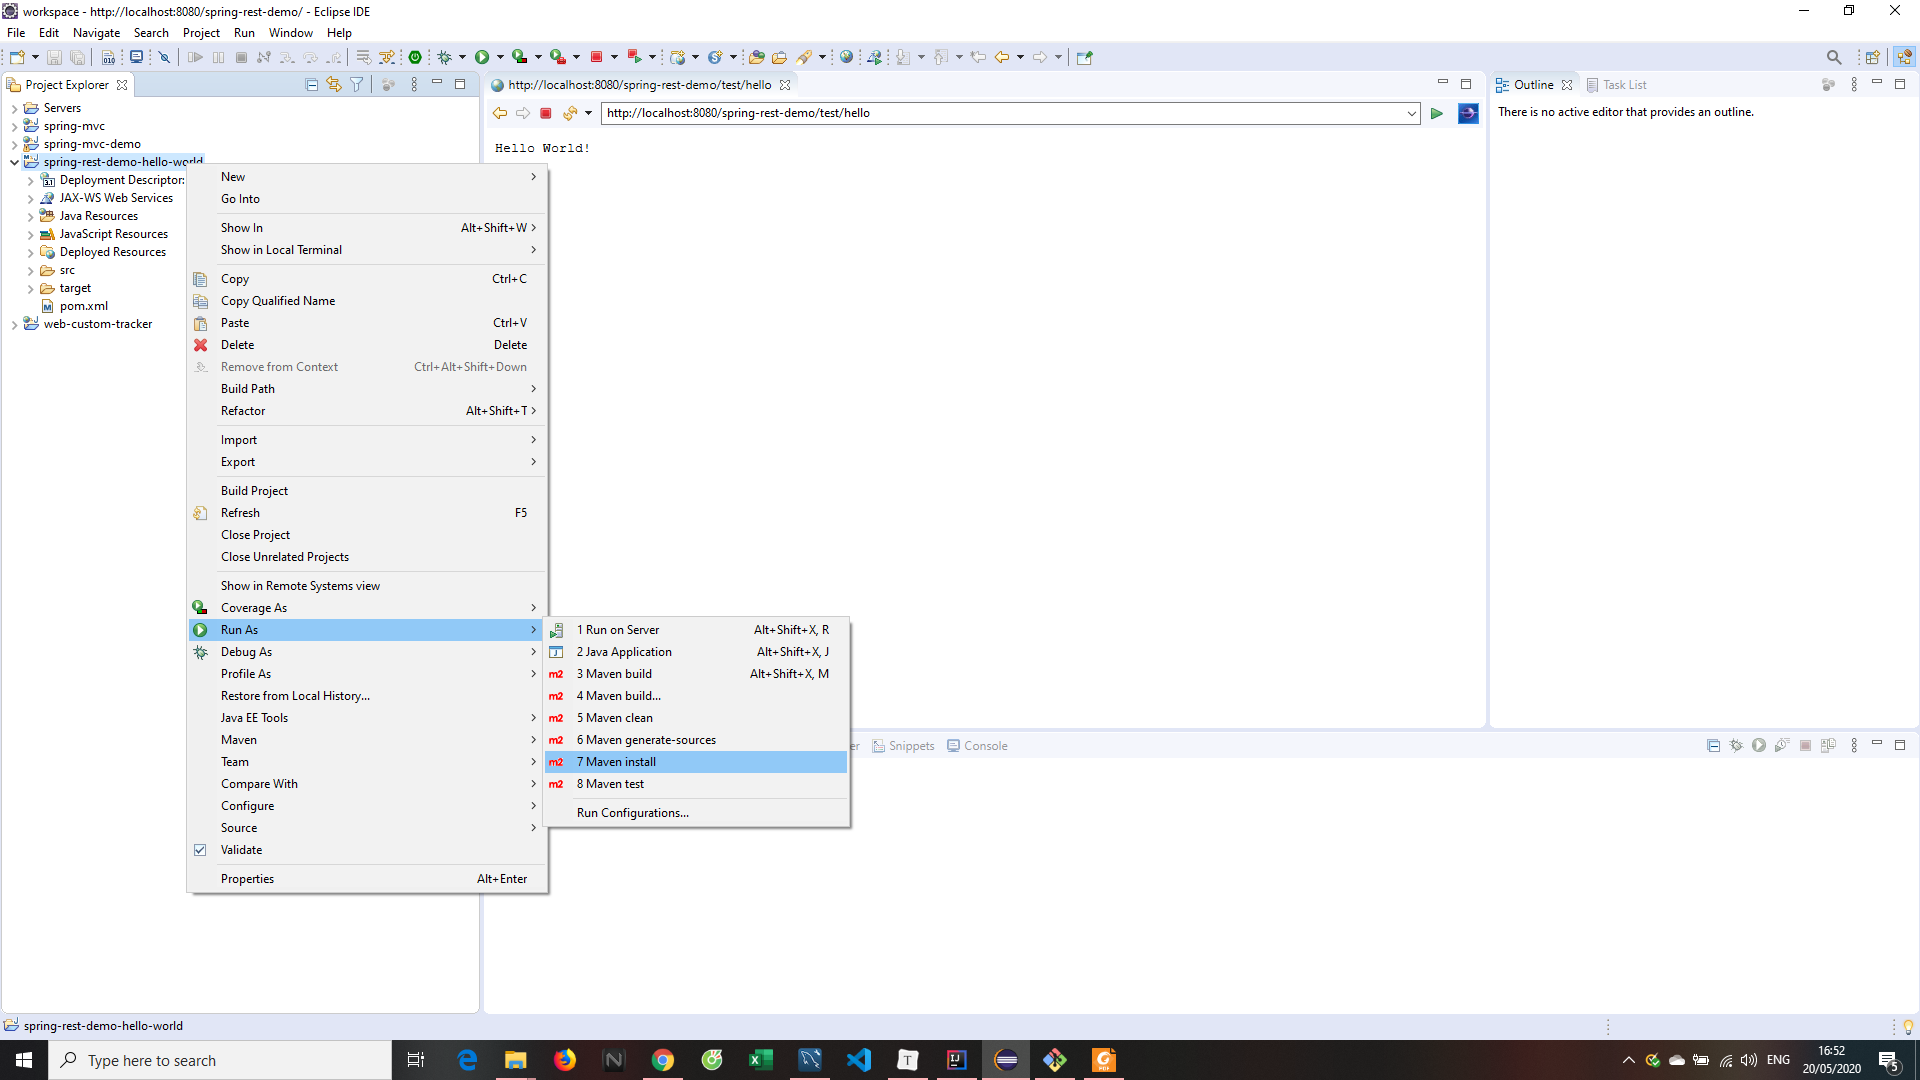 workspace - http://localhost:8080/spring-rest-demo/ - Eclipse IDE
File Edit Navigate Search Project Run Window Help
Project Explorer
http://localhost:8080/spring-rest-demo/test/hello
Outline
Task List
http://localhost:8080/spring-rest-demo/test/hello
Hello World!
There is no active editor that provides an outline.
Servers
spring-mvc
spring-mvc-demo
spring-rest-demo-hello-world
Deployment Descriptor:
JAX-WS Web Services
Java Resources
JavaScript Resources
Deployed Resources
src
target
pom.xml
web-custom-tracker
New
Go Into
Show In Alt+Shift+W
Show in Local Terminal
Copy Ctrl+C
Copy Qualified Name
Paste Ctrl+V
Delete Delete
Remove from Context Ctrl+Alt+Shift+Down
Build Path
Refactor Alt+Shift+T
Import
Export
Build Project
Refresh F5
Close Project
Close Unrelated Projects
Show in Remote Systems view
Coverage As
Run As
Debug As
Profile As
Restore from Local History...
Java EE Tools
Maven
Team
Compare With
Configure
Source
Validate
Properties Alt+Enter
1 Run on Server Alt+Shift+X, R
2 Java Application Alt+Shift+X, J
m2 3 Maven build Alt+Shift+X, M
m2 4 Maven build...
m2 5 Maven clean
m2 6 Maven generate-sources
m2 7 Maven install
m2 8 Maven test
Run Configurations...
er
Snippets
Console
spring-rest-demo-hello-world
Type here to search
ENG
16:52
20/05/2020
5